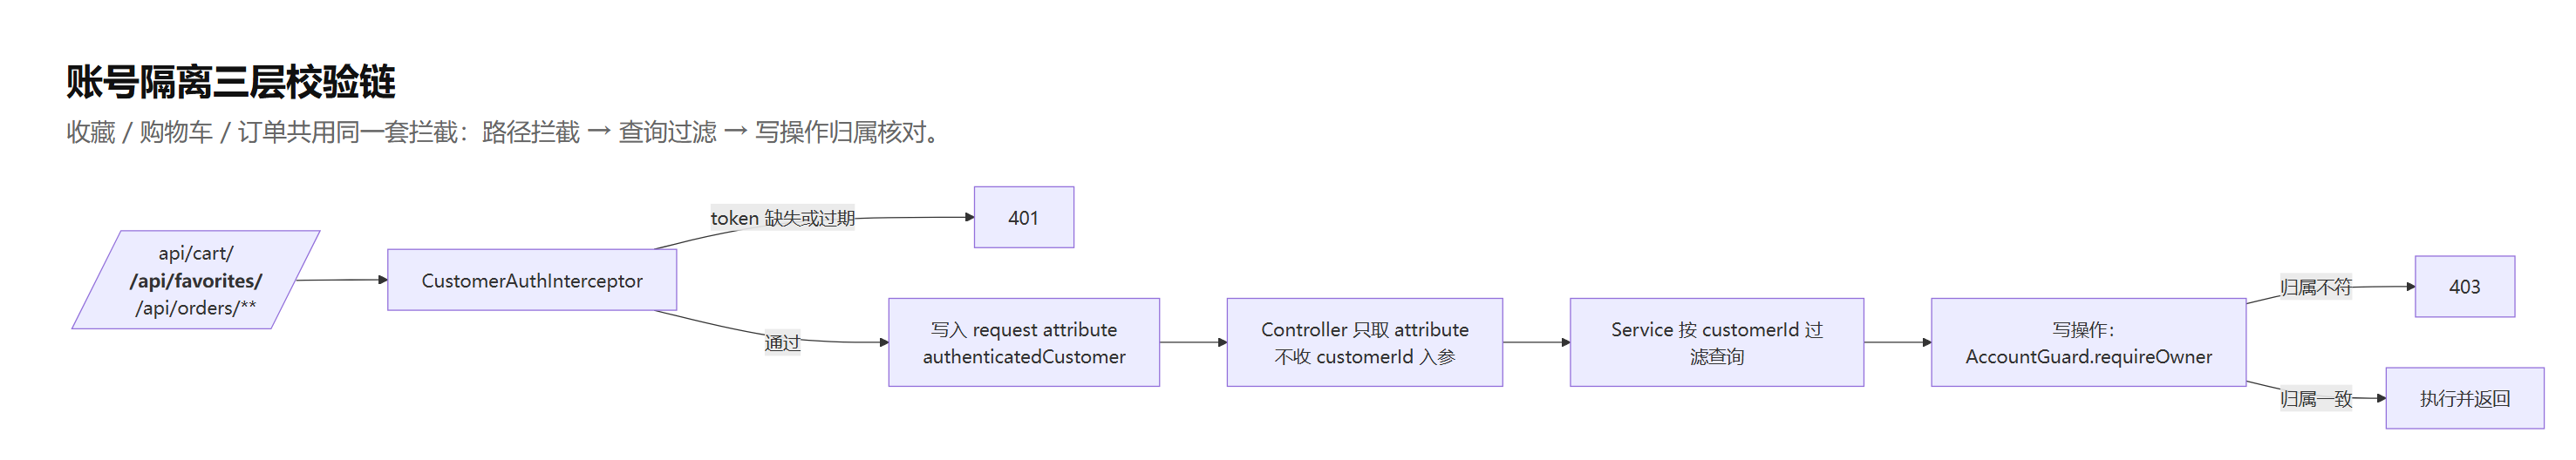 账号隔离三层校验链
收藏 / 购物车 / 订单共用同一套拦截：路径拦截 → 查询过滤 → 写操作归属核对。
token 缺失或过期
401
api/cart/
/api/favorites/
/api/orders/**
CustomerAuthInterceptor
通过
写入 request attribute
authenticatedCustomer
Controller 只取 attribute
不收 customerId 入参
Service 按 customerId 过
滤查询
写操作：
AccountGuard.requireOwner
归属不符
403
归属一致
执行并返回